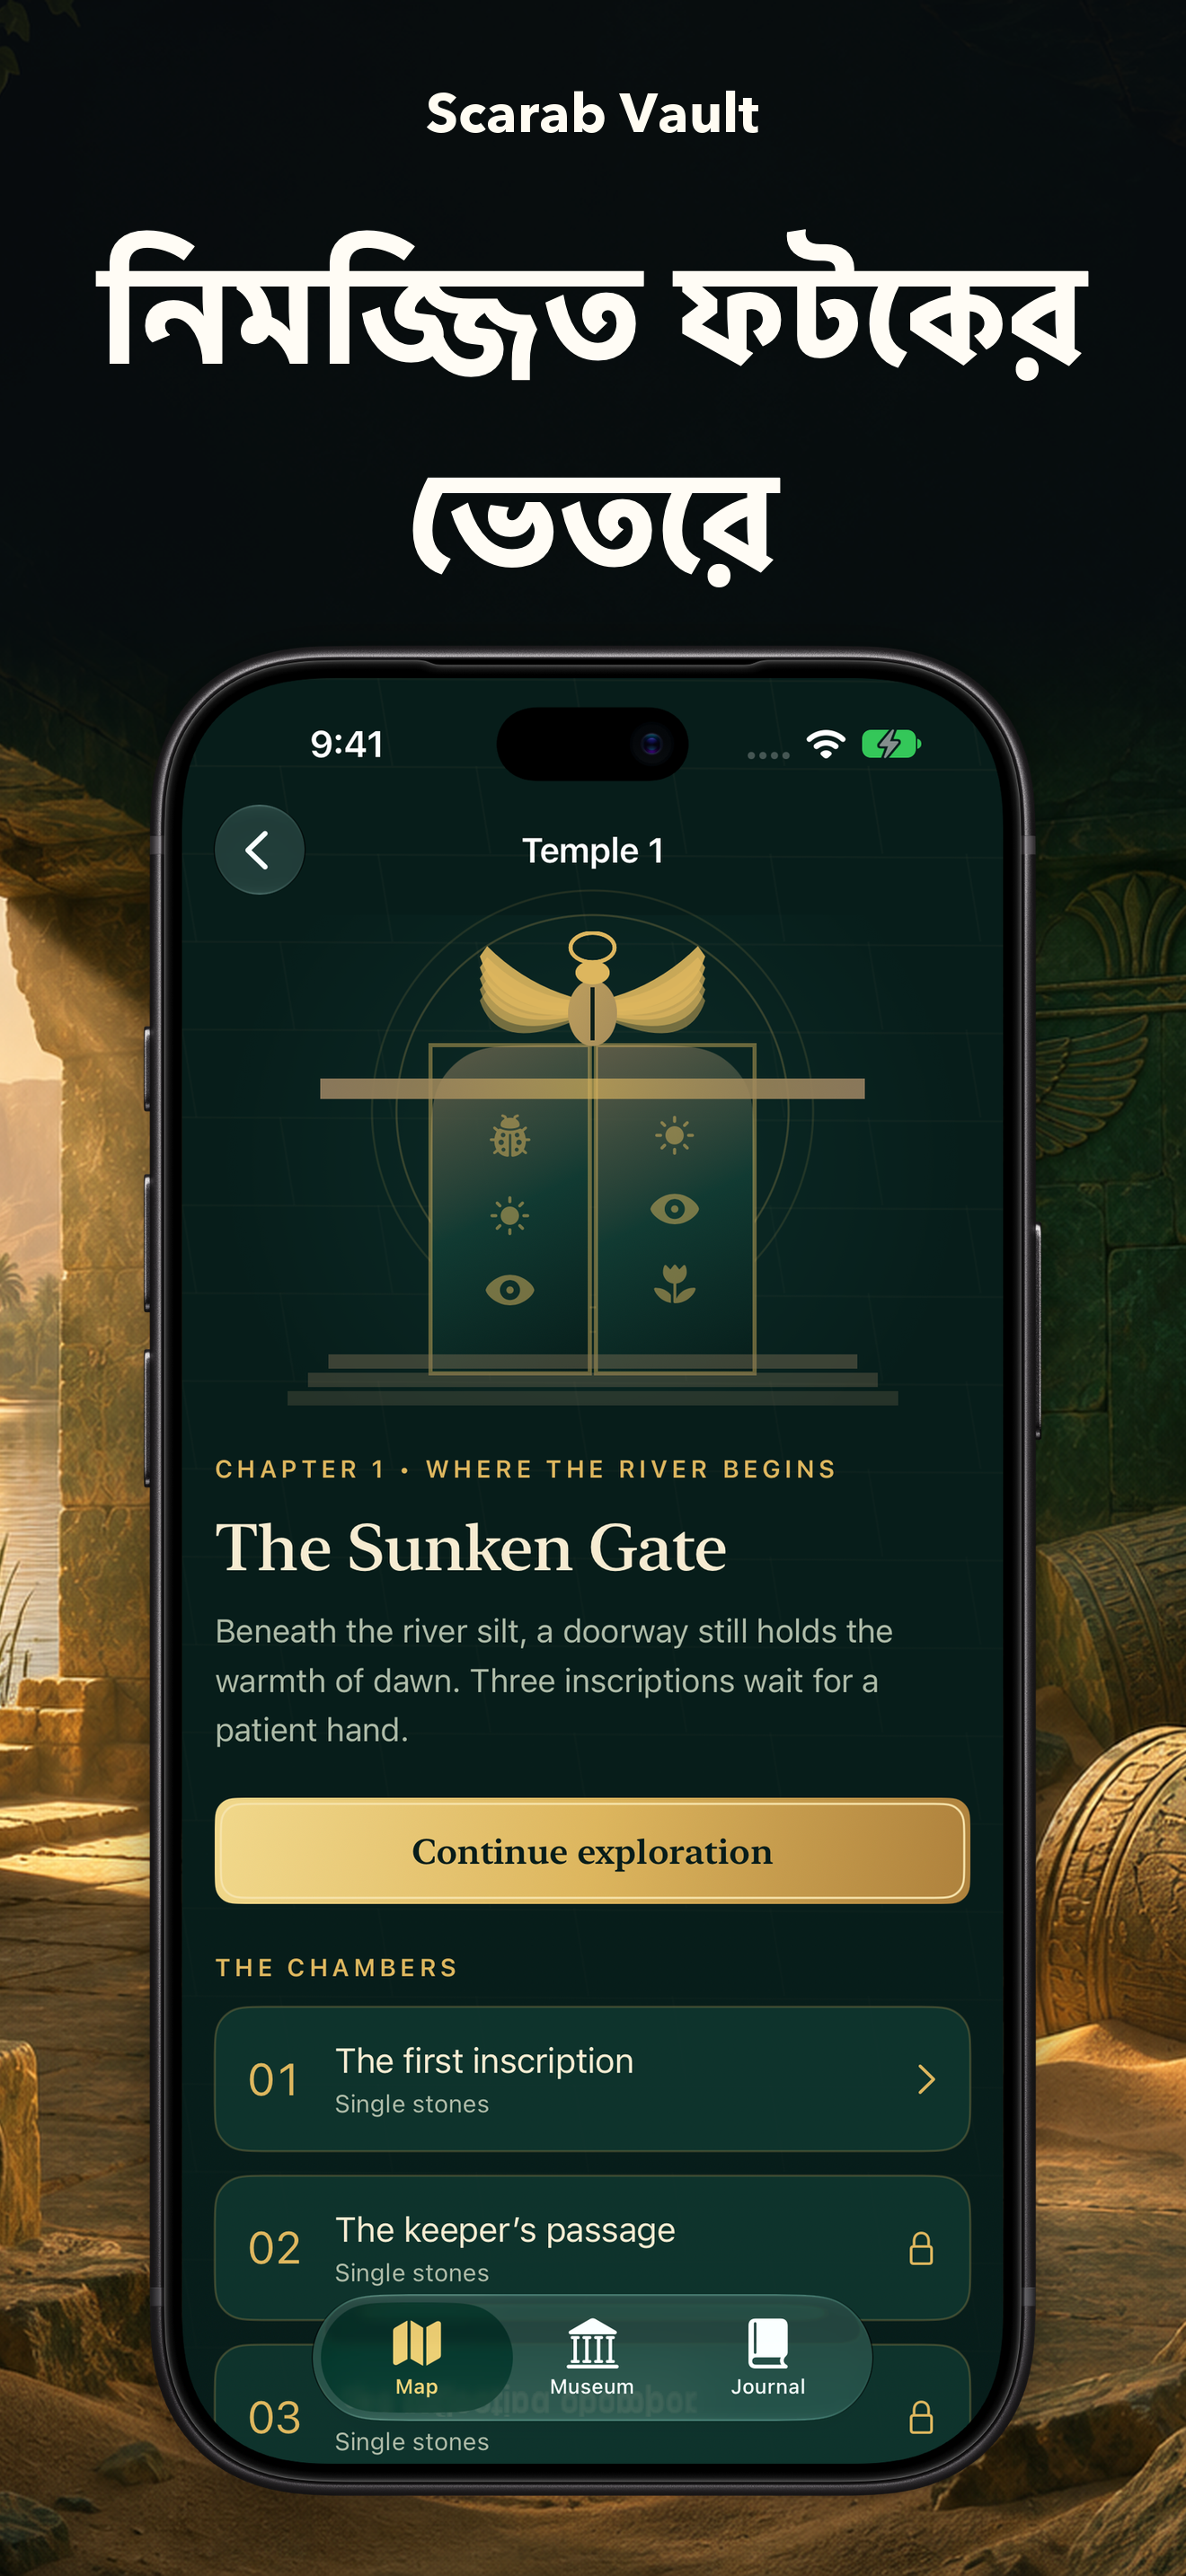 Scarab Vault
নিমজ্জিত ফটকের
ভেতরে
9:41
Temple 1
CHAPTER 1 • WHERE THE RIVER BEGINS
The Sunken Gate
Beneath the river silt, a doorway still holds the
warmth of dawn. Three inscriptions wait for a
patient hand.
Continue exploration
THE CHAMBERS
01
The first inscription
Single stones
02
The keeper’s passage
Single stones
03
Single stones
Map
Museum
Journal